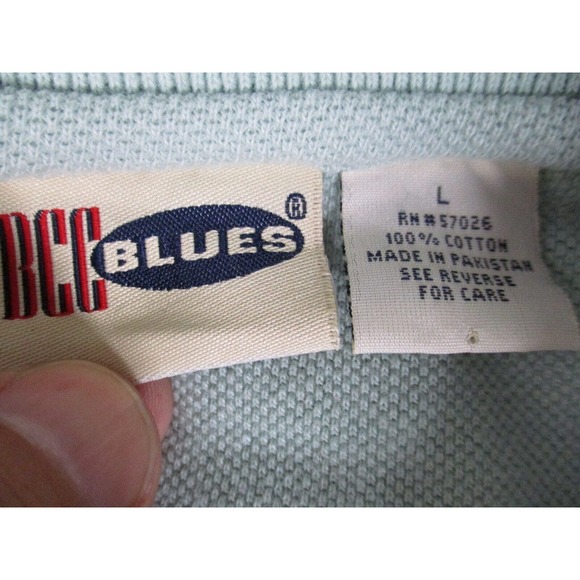 BCC BLUES®
L
RN#57026
100% COTTON
MADE IN PAKISTAN
SEE REVERSE
FOR CARE